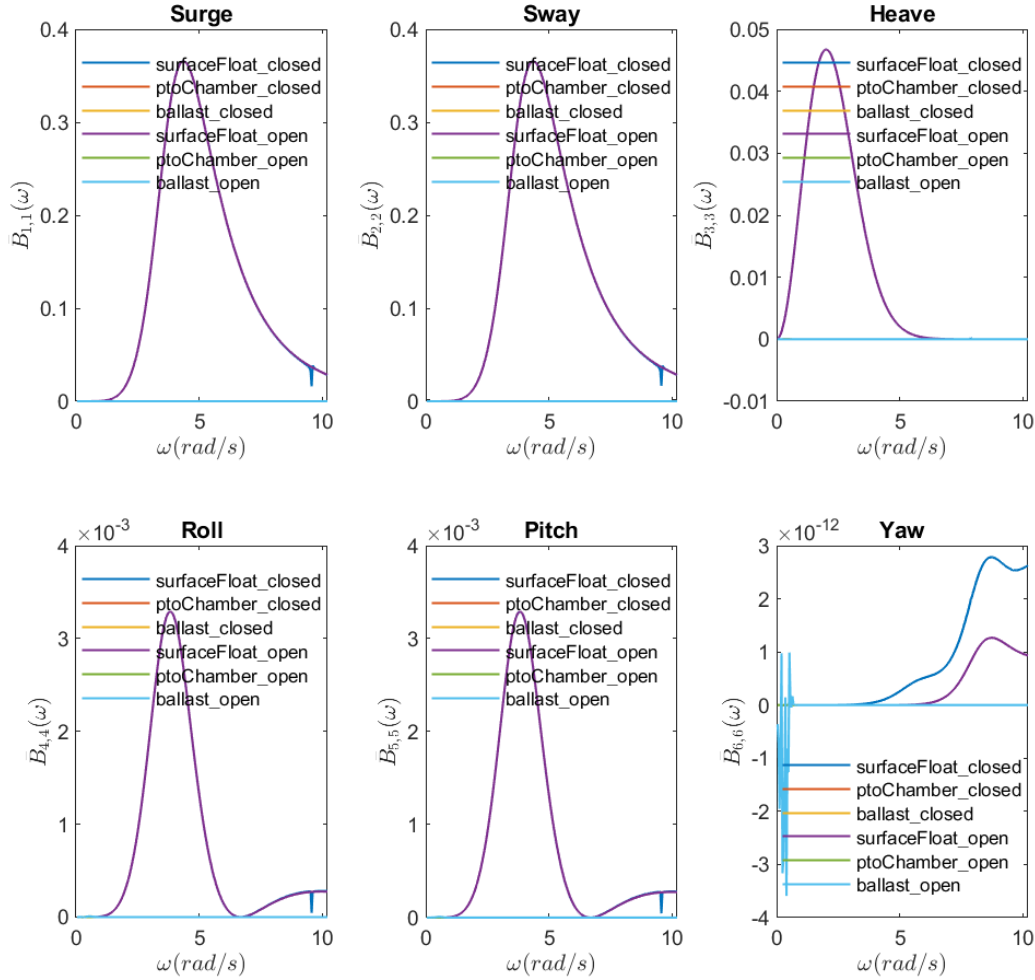 Surge
0.4
0.3
0.2
0.1
0
B̄1,1(ω)
surfaceFloat_closed
ptoChamber_closed
ballast_closed
surfaceFloat_open
ptoChamber_open
ballast_open
0 5 10
ω(rad/s)
Sway
0.4
0.3
0.2
0.1
0
B̄2,2(ω)
surfaceFloat_closed
ptoChamber_closed
ballast_closed
surfaceFloat_open
ptoChamber_open
ballast_open
0 5 10
ω(rad/s)
Heave
0.05
0.04
0.03
0.02
0.01
0
-0.01
B̄3,3(ω)
surfaceFloat_closed
ptoChamber_closed
ballast_closed
surfaceFloat_open
ptoChamber_open
ballast_open
0 5 10
ω(rad/s)
×10⁻³
Roll
4
3
2
1
0
B̄4,4(ω)
surfaceFloat_closed
ptoChamber_closed
ballast_closed
surfaceFloat_open
ptoChamber_open
ballast_open
0 5 10
ω(rad/s)
×10⁻³
Pitch
4
3
2
1
0
B̄5,5(ω)
surfaceFloat_closed
ptoChamber_closed
ballast_closed
surfaceFloat_open
ptoChamber_open
ballast_open
0 5 10
ω(rad/s)
×10⁻¹²
Yaw
3
2
1
0
-1
-2
-3
-4
B̄6,6(ω)
surfaceFloat_closed
ptoChamber_closed
ballast_closed
surfaceFloat_open
ptoChamber_open
ballast_open
0 5 10
ω(rad/s)